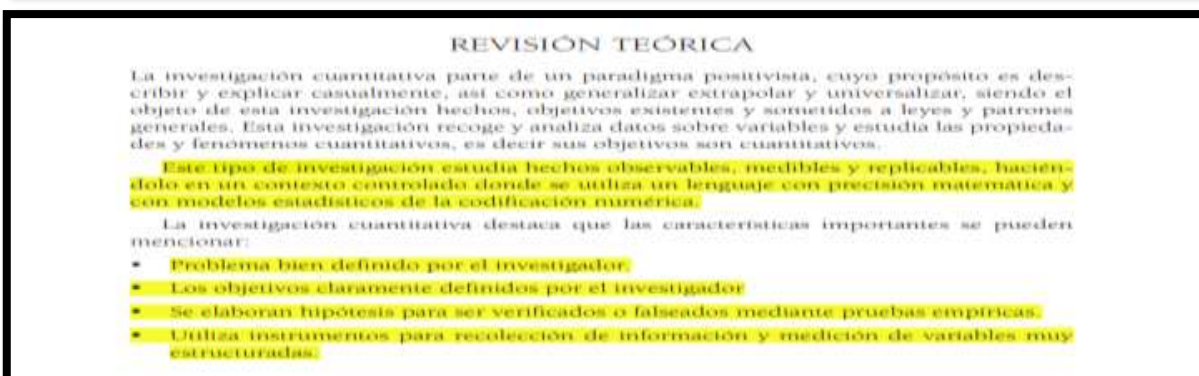 REVISIÓN TEÓRICA
La investigación cuantitativa parte de un paradigma positivista, cuyo propósito es des-
cribir y explicar casualmente, así como generalizar extrapolar y universalizar, siendo el
objeto de esta investigación hechos, objetivos existentes y sometidos a leyes y patrones
generales. Esta investigación recoge y analiza datos sobre variables y estudia las propieda-
des y fenómenos cuantitativos, es decir sus objetivos son cuantitativos.
Este tipo de investigación estudia hechos observables, medibles y replicables, hacién-
dolo en un contexto controlado donde se utiliza un lenguaje con precisión matemática y
con modelos estadísticos de la codificación numérica.
La investigación cuantitativa destaca que las características importantes se pueden
mencionar:
• Problema bien definido por el investigador.
• Los objetivos claramente definidos por el investigador
• Se elaboran hipótesis para ser verificados o falseados mediante pruebas empíricas.
• Utiliza instrumentos para recolección de información y medición de variables muy
estructuradas.